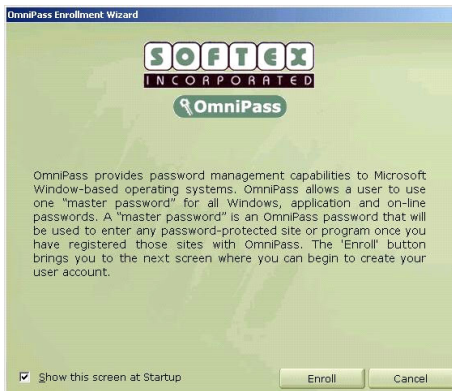 OmniPass Enrollment Wizard
SOFTEX
INCORPORATED
OmniPass
OmniPass provides password management capabilities to Microsoft
Window-based operating systems. OmniPass allows a user to use
one “master password” for all Windows, application and on-line
passwords. A “master password” is an OmniPass password that will
be used to enter any password-protected site or program once you
have registered those sites with OmniPass. The 'Enroll' button
brings you to the next screen where you can begin to create your
user account.
Show this screen at Startup
Enroll
Cancel